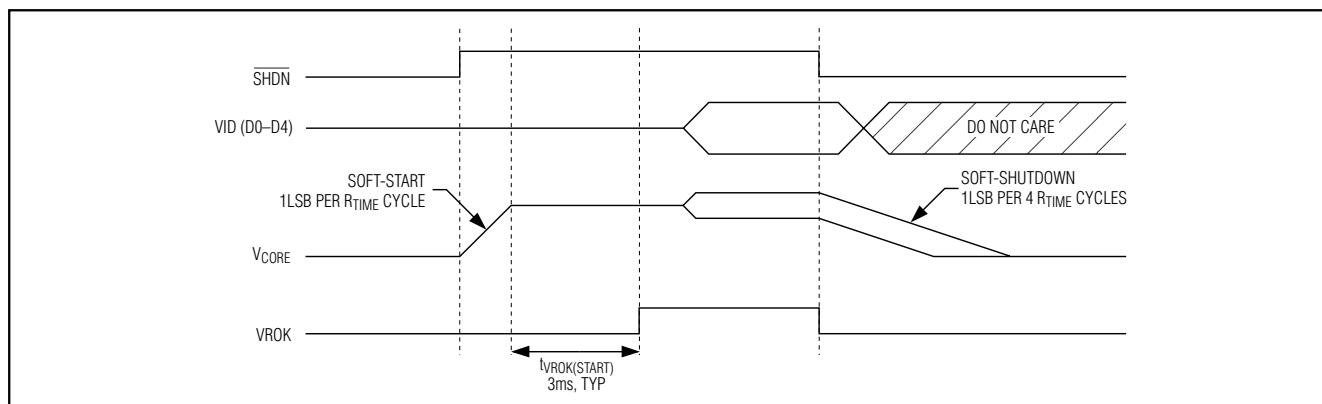 SHDN
VID (D0–D4)
DO NOT CARE
SOFT-START
1LSB PER RTIME CYCLE
SOFT-SHUTDOWN
1LSB PER 4 RTIME CYCLES
VCORE
VROK
tVROK(START)
3ms, TYP